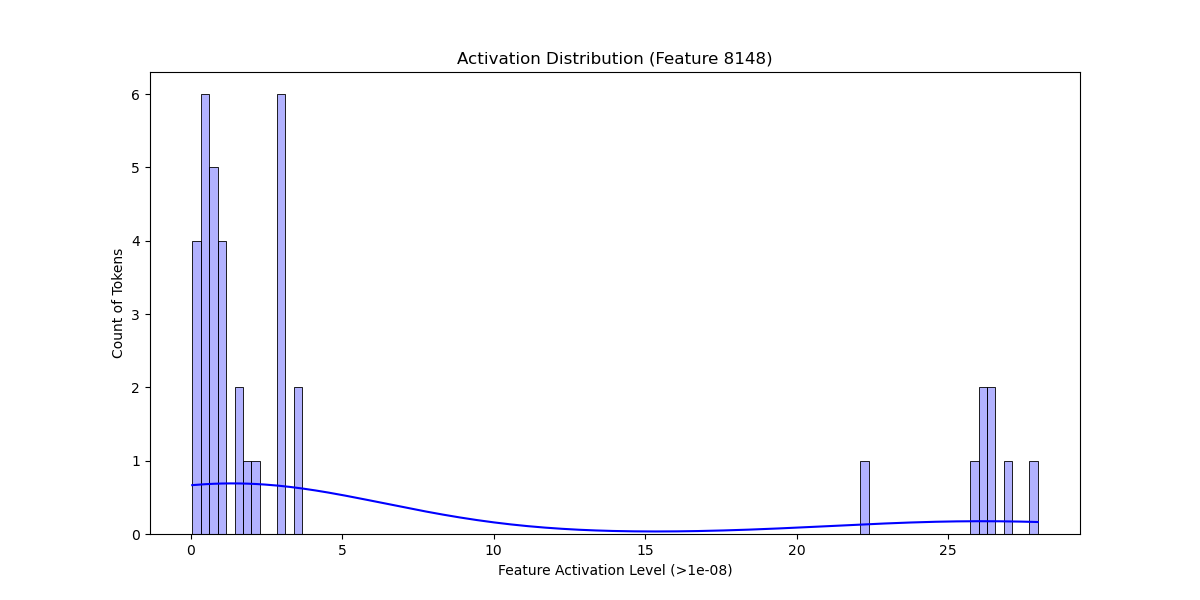 Activation Distribution (Feature 8148)
6
5
4
3
2
1
0
Count of Tokens
0 5 10 15 20 25
Feature Activation Level (>1e-08)